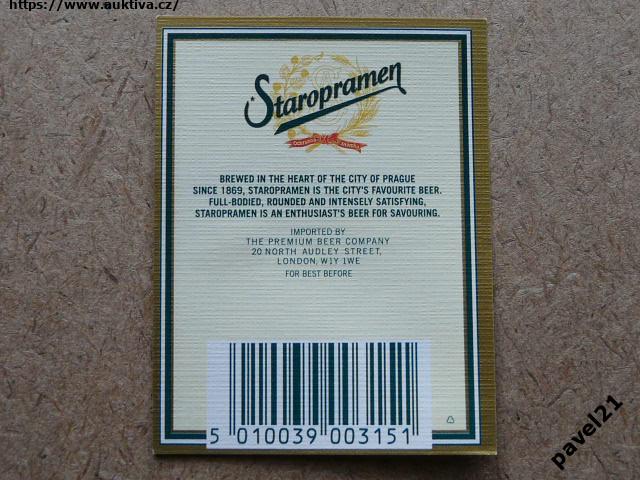 https://www.auktiva.cz/
Staropramen
BREWED IN THE HEART OF THE CITY OF PRAGUE
SINCE 1869, STAROPRAMEN IS THE CITY'S FAVOURITE BEER.
FULL-BODIED, ROUNDED AND INTENSELY SATISFYING,
STAROPRAMEN IS AN ENTHUSIAST'S BEER FOR SAVOURING.
IMPORTED BY
THE PREMIUM BEER COMPANY
20 NORTH AUDLEY STREET,
LONDON, W1Y 1WE
FOR BEST BEFORE
5 010039 003151
pavel21